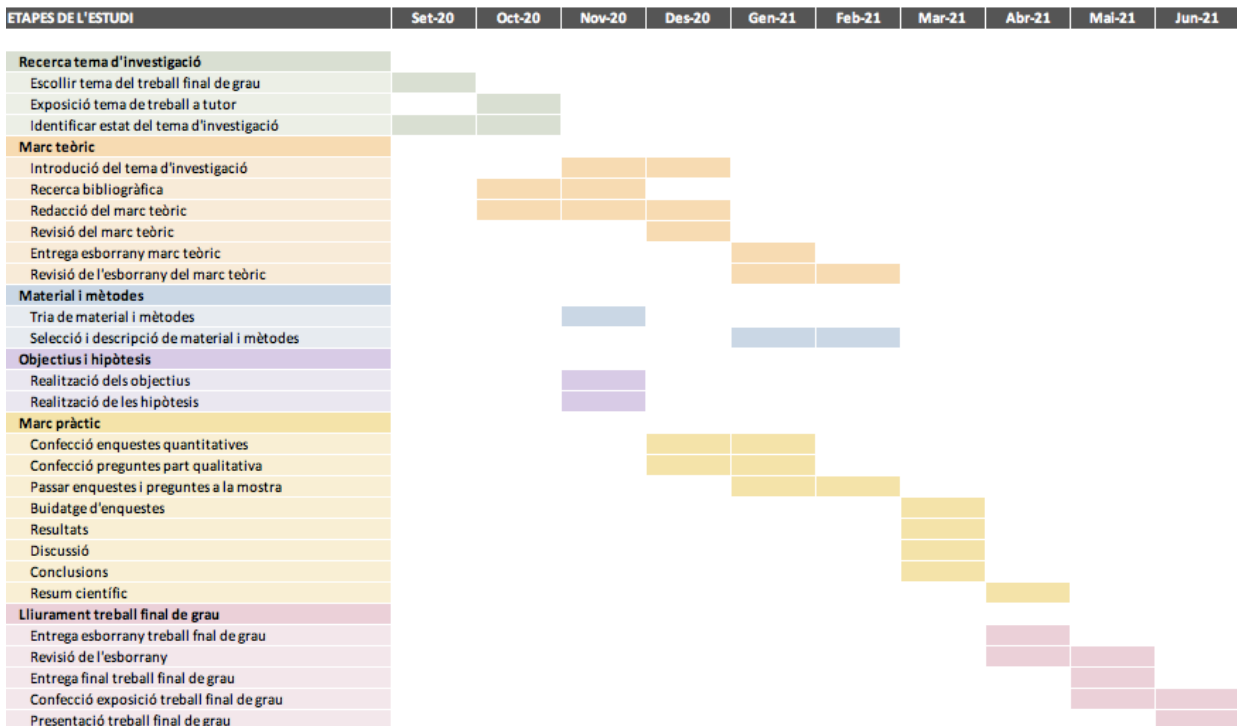 ETAPES DE L'ESTUDI Set-20 Oct-20 Nov-20 Des-20 Gen-21 Feb-21 Mar-21 Abr-21 Mai-21 Jun-21
Recerca tema d'investigació
Escollir tema del treball final de grau
Exposició tema de treball a tutor
Identificar estat del tema d'investigació
Marc teòric
Introdució del tema d'investigació
Recerca bibliogràfica
Redacció del marc teòric
Revisió del marc teòric
Entrega esborrany marc teòric
Revisió de l'esborrany del marc teòric
Material i mètodes
Tria de material i mètodes
Selecció i descripció de material i mètodes
Objectius i hipòtesis
Realització dels objectius
Realització de les hipòtesis
Marc pràctic
Confecció enquestes quantitatives
Confecció preguntes part qualitativa
Passar enquestes i preguntes a la mostra
Buidatge d'enquestes
Resultats
Discussió
Conclusions
Resum científic
Lliurament treball final de grau
Entrega esborrany treball fnal de grau
Revisió de l'esborrany
Entrega final treball final de grau
Confecció exposició treball final de grau
Presentació treball final de grau